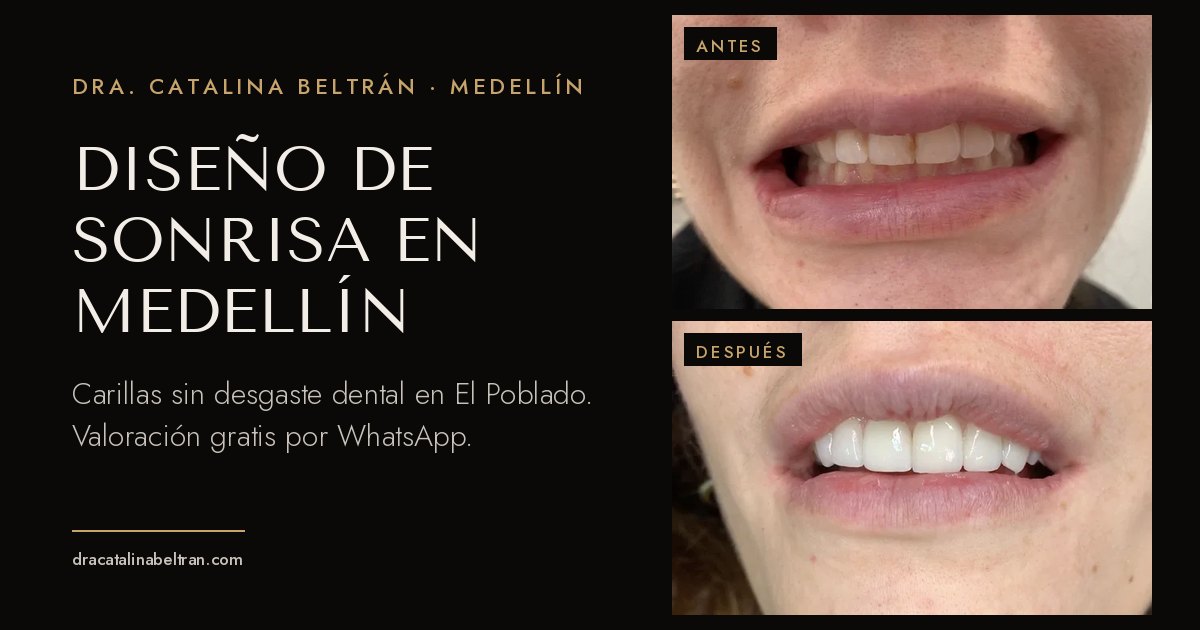 DRA. CATALINA BELTRÁN · MEDELLÍN
DISEÑO DE
SONRISA EN
MEDELLÍN
Carillas sin desgaste dental en El Poblado.
Valoración gratis por WhatsApp.
dracatalinabeltran.com
ANTES
DESPUÉS